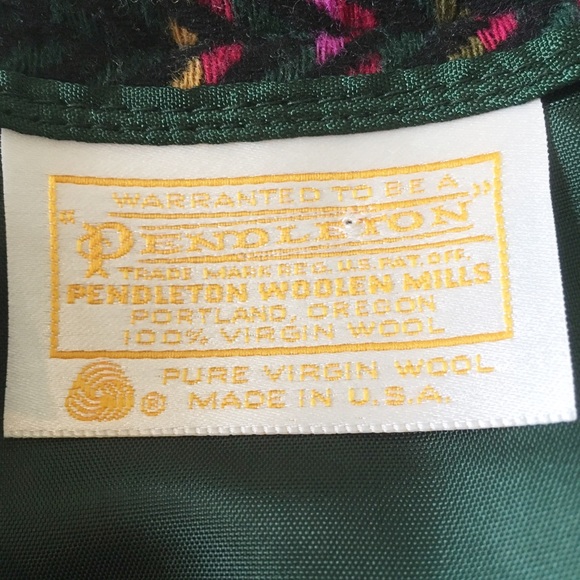 WARRANTED TO BE A
"PENDLETON"
TRADE MARK REG. U.S. PAT. OFF.
PENDLETON WOOLEN MILLS
PORTLAND, OREGON
100% VIRGIN WOOL
PURE VIRGIN WOOL
® MADE IN U.S.A.